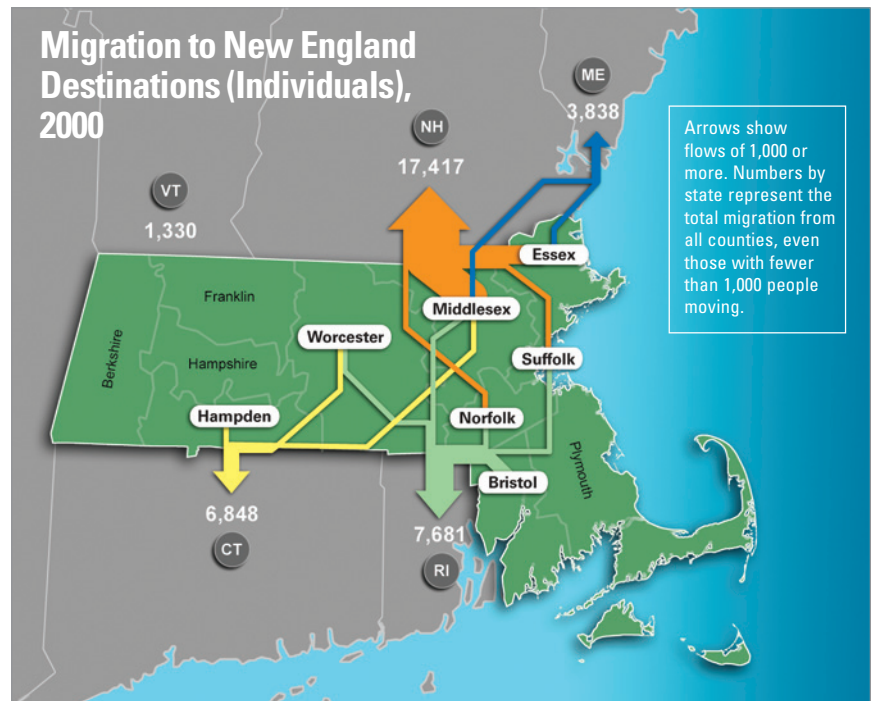 Migration to New England
Destinations (Individuals),
2000
ME
3,838
NH
17,417
VT
1,330
Arrows show
flows of 1,000 or
more. Numbers by
state represent the
total migration from
all counties, even
those with fewer
than 1,000 people
moving.
Essex
Franklin
Middlesex
Worcester
Berkshire
Hampshire
Suffolk
Hampden
Norfolk
Plymouth
Bristol
6,848
CT
7,681
RI